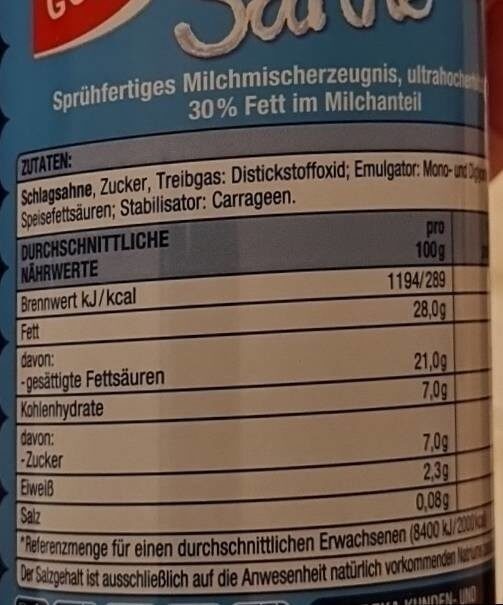 Sprühfertiges Milchmischerzeugnis,
30% Fett im Milchanteil
ZUTATEN:
Schlagsahne, Zucker, Treibgas: Distickstoffoxid; Emulgator: Mono- und
Speisefettsäuren; Stabilisator: Carrageen.
DURCHSCHNITTLICHE pro
NÄHRWERTE 100g
Brennwert kJ/kcal 1194/289
Fett 28,0g
davon:
-gesättigte Fettsäuren 21,0g
Kohlenhydrate 7,0g
davon:
-Zucker 7,0g
Eiweiß 2,3g
Salz 0,08g
*Referenzmenge für einen durchschnittlichen Erwachsenen (8400 kJ/2000
Der Salzgehalt ist ausschließlich auf die Anwesenheit natürlich vorkommenden
KUNDEN- UND